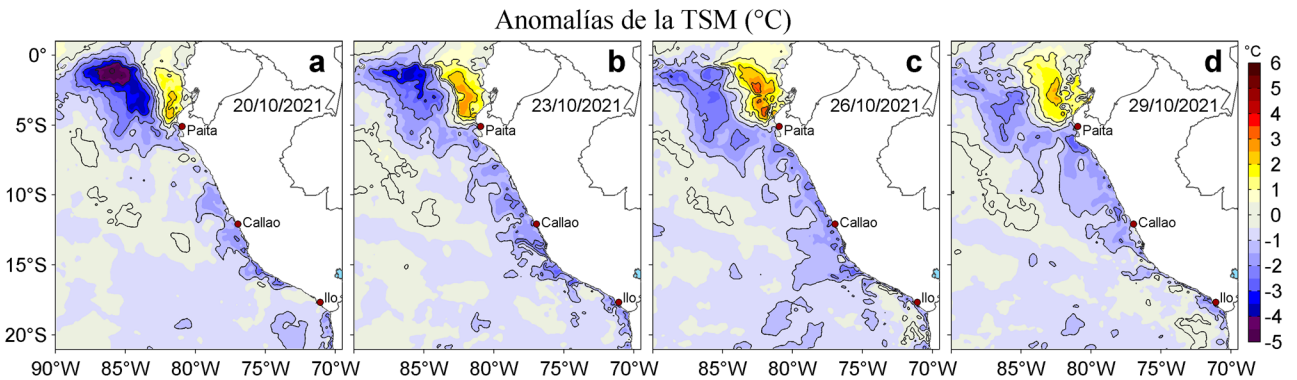 Anomalías de la TSM (°C)
a b c d
20/10/2021 23/10/2021 26/10/2021 29/10/2021
Paita Paita Paita Paita
Callao Callao Callao Callao
Ilo Ilo Ilo Ilo
0°
5°S
10°S
15°S
20°S
90°W 85°W 80°W 75°W 70°W 85°W 80°W 75°W 70°W 85°W 80°W 75°W 70°W 85°W 80°W 75°W 70°W
°C
6
5
4
3
2
1
0
-1
-2
-3
-4
-5